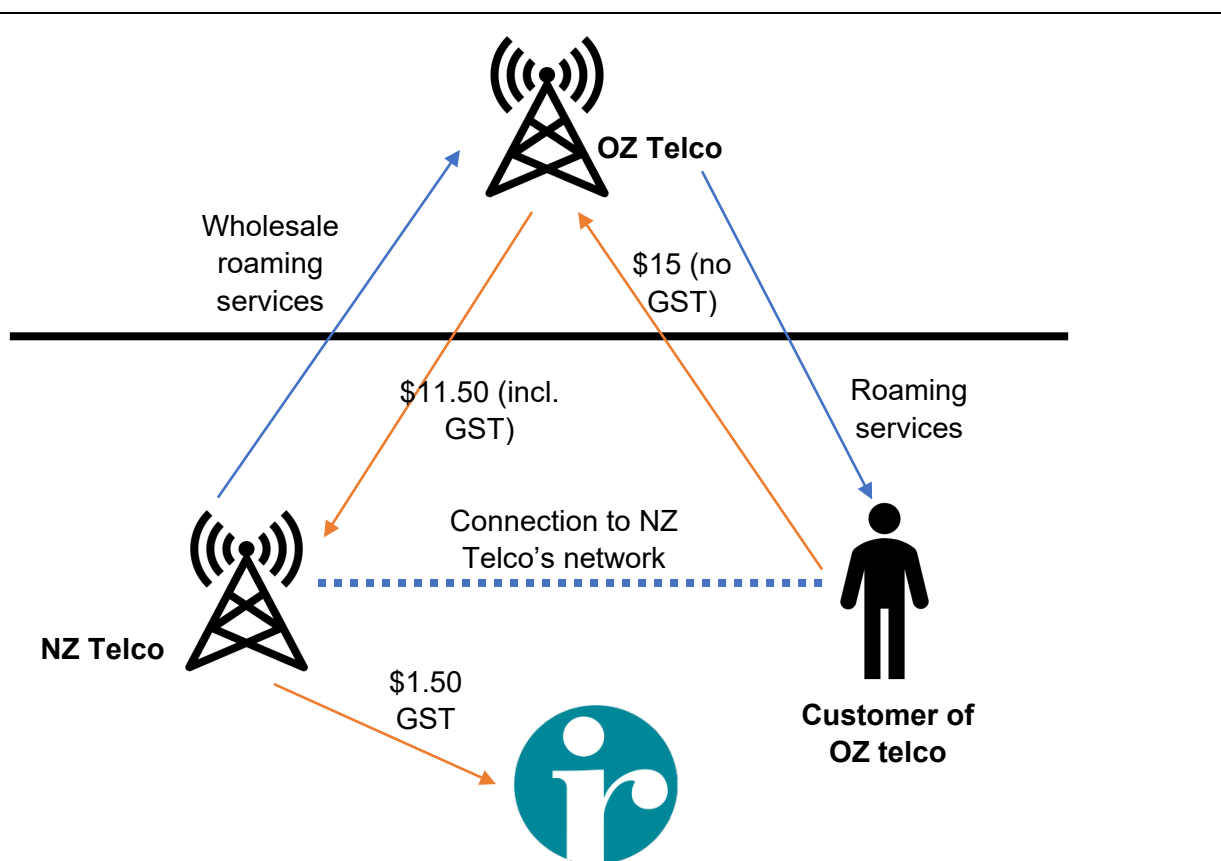 OZ Telco
Wholesale
roaming
services
$15 (no
GST)
$11.50 (incl.
GST)
Roaming
services
Connection to NZ
Telco’s network
NZ Telco
$1.50
GST
Customer of
OZ telco
ir